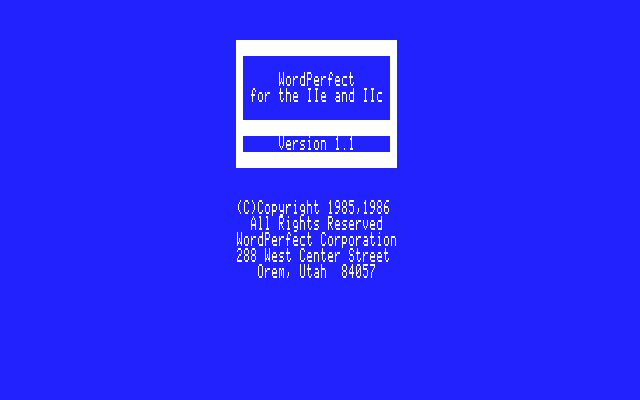 WordPerfect
for the IIe and IIc
Version 1.1
(C)Copyright 1985,1986
All Rights Reserved
WordPerfect Corporation
288 West Center Street
Orem, Utah  84057